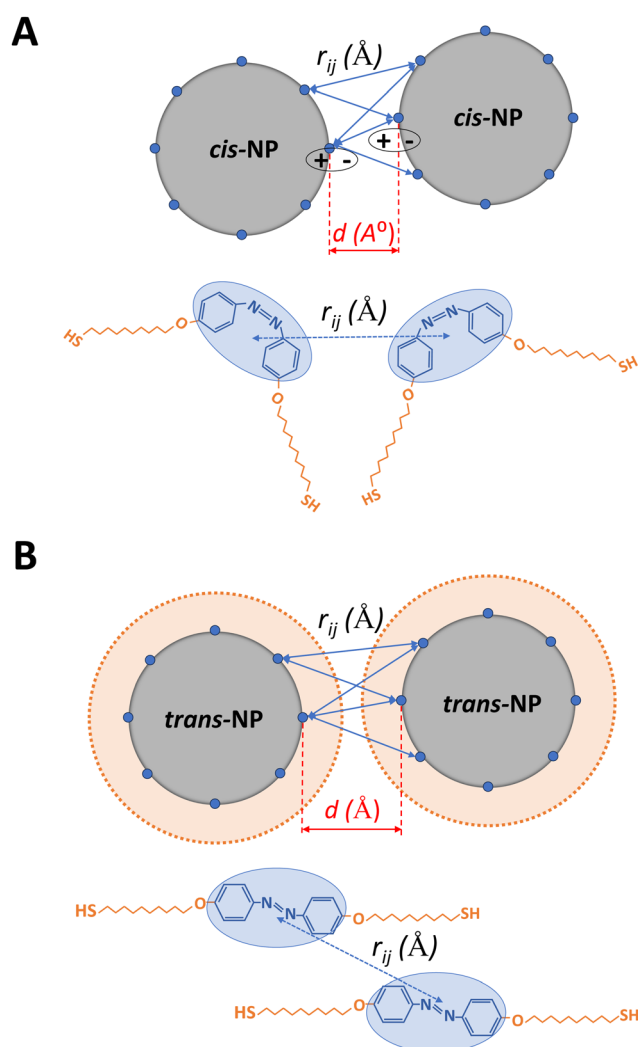 A
r_ij (Å)
cis-NP
cis-NP
+ -
+ -
d (A⁰)
r_ij (Å)
N=N
N=N
HS
O
O
SH
O
O
SH
HS
B
r_ij (Å)
trans-NP
trans-NP
d (Å)
HS
O
N=N
O
SH
r_ij (Å)
HS
O
N=N
O
SH